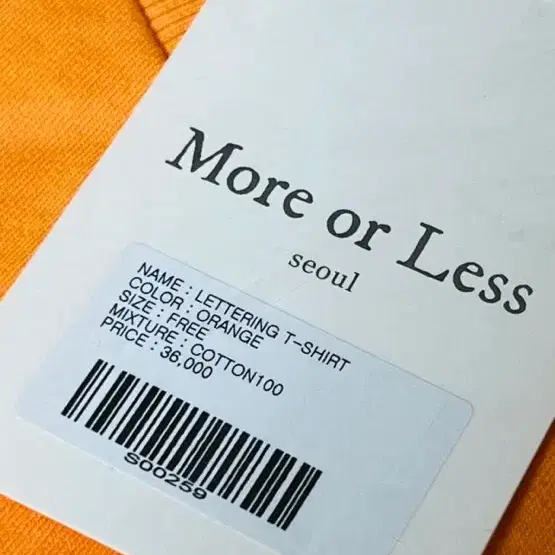 More or Less
seoul
NAME : LETTERING T-SHIRT
COLOR : ORANGE
SIZE : FREE
MIXTURE : COTTON100
PRICE : 36,000
S00259